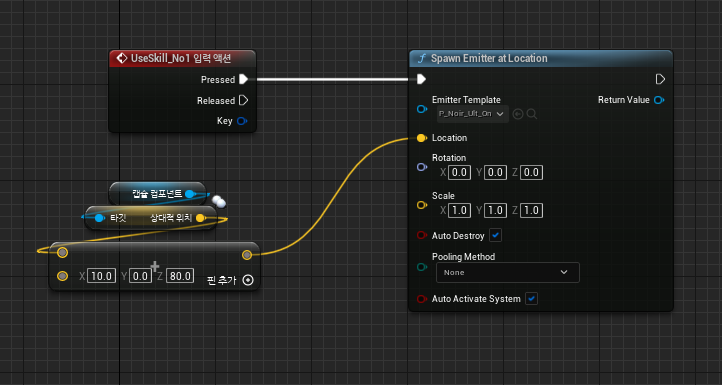 UseSkill_No1 입력 액션
Pressed
Released
Key
캡슐 컴포넌트
타깃 상대적 위치
X 10.0 Y 0.0 Z 80.0 핀 추가
f Spawn Emitter at Location
Emitter Template Return Value
P_Noir_Ult_On
Location
Rotation
X 0.0 Y 0.0 Z 0.0
Scale
X 1.0 Y 1.0 Z 1.0
Auto Destroy
Pooling Method
None
Auto Activate System